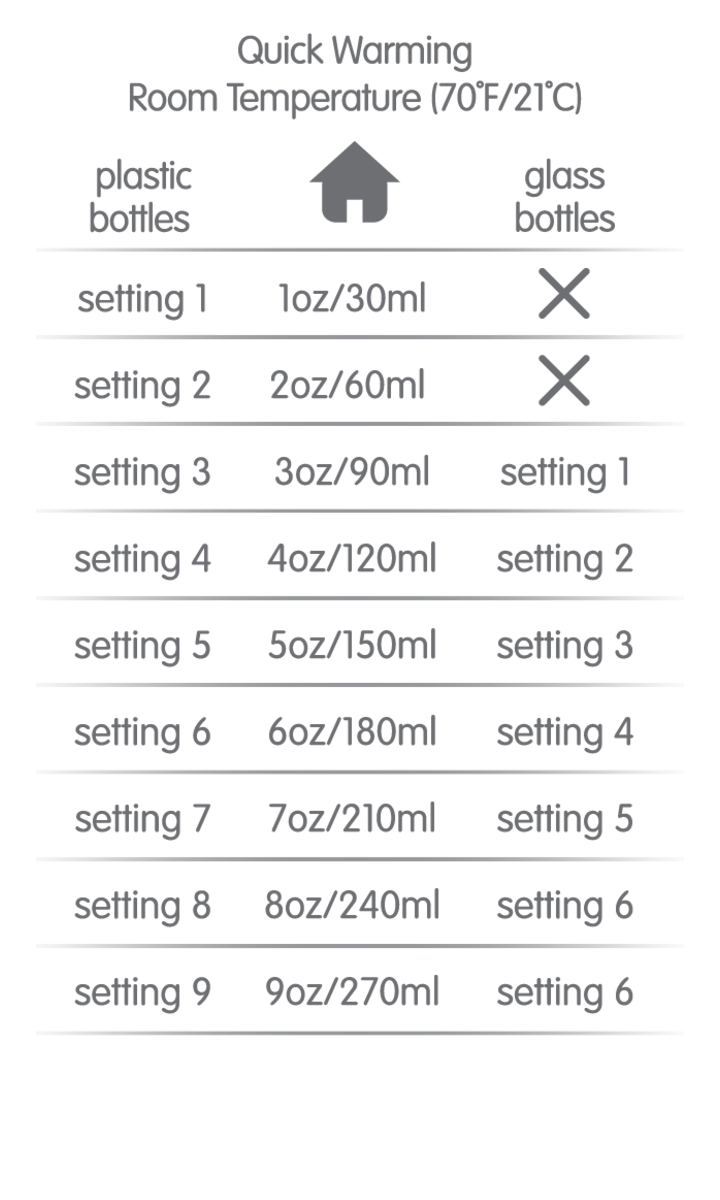 Quick Warming
Room Temperature (70°F/21°C)
plastic bottles
glass bottles
setting 1 1oz/30ml
setting 2 2oz/60ml
setting 3 3oz/90ml setting 1
setting 4 4oz/120ml setting 2
setting 5 5oz/150ml setting 3
setting 6 6oz/180ml setting 4
setting 7 7oz/210ml setting 5
setting 8 8oz/240ml setting 6
setting 9 9oz/270ml setting 6